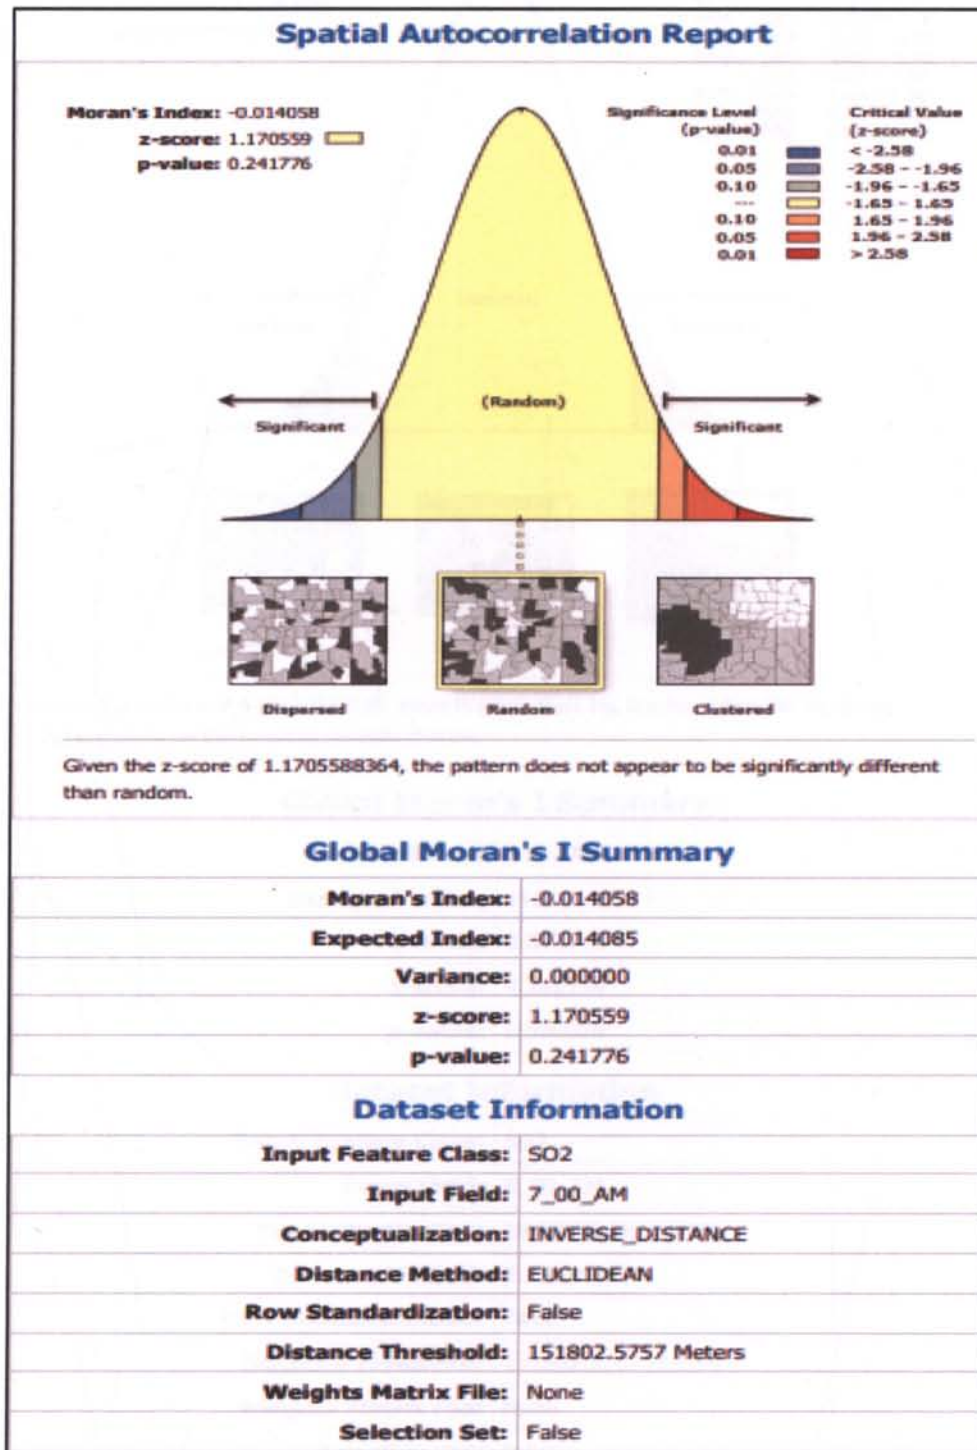 Spatial Autocorrelation Report
Moran's Index: -0.014058
z-score: 1.170559
p-value: 0.241776
Significance Level (p-value) Critical Value (z-score)
0.01 < -2.58
0.05 -2.58 - -1.96
0.10 -1.96 - -1.65
--- -1.65 - 1.65
0.10 1.65 - 1.96
0.05 1.96 - 2.58
0.01 > 2.58
Significant
(Random)
Significant
Dispersed
Random
Clustered
Given the z-score of 1.1705588364, the pattern does not appear to be significantly different
than random.
Global Moran's I Summary
Moran's Index: -0.014058
Expected Index: -0.014085
Variance: 0.000000
z-score: 1.170559
p-value: 0.241776
Dataset Information
Input Feature Class: SO2
Input Field: 7_00_AM
Conceptualization: INVERSE_DISTANCE
Distance Method: EUCLIDEAN
Row Standardization: False
Distance Threshold: 151802.5757 Meters
Weights Matrix File: None
Selection Set: False